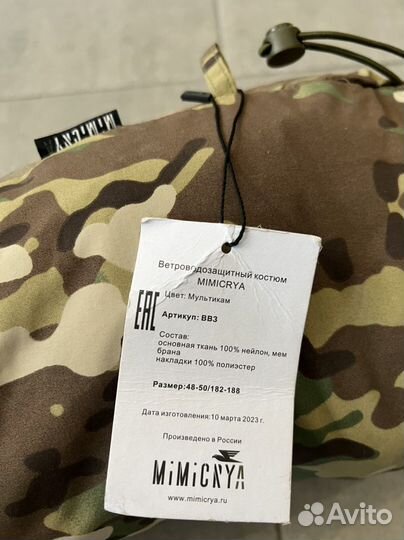 MiMiCRYA
Ветроводозащитный костюм
MIMICRYA
Цвет: Мультикам
EAC
Артикул: ВВ3
Состав:
основная ткань 100% нейлон, мем
брана
накладки 100% полиэстер
Размер:48-50/182-188
Дата изготовления:10 марта 2023 г.
Произведено в России
MiMiCRYA
www.mimicrya.ru
Avito